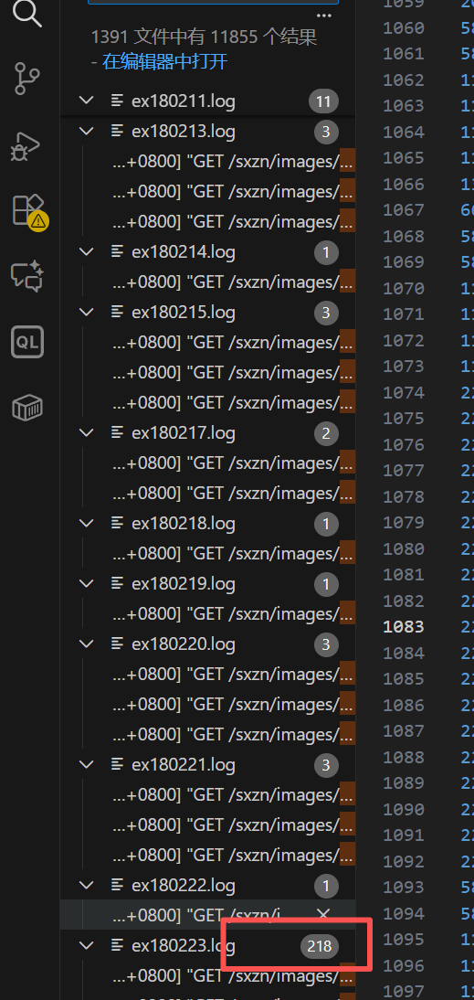 1391 文件中有 11855 个结果
- 在编辑器中打开
ex180211.log 11
ex180213.log 3
...+0800] "GET /sxzn/images/...
...+0800] "GET /sxzn/images/...
...+0800] "GET /sxzn/images/...
ex180214.log 1
...+0800] "GET /sxzn/images/...
ex180215.log 3
...+0800] "GET /sxzn/images/...
...+0800] "GET /sxzn/images/...
...+0800] "GET /sxzn/images/...
ex180217.log 2
...+0800] "GET /sxzn/images/...
...+0800] "GET /sxzn/images/...
ex180218.log 1
...+0800] "GET /sxzn/images/...
ex180219.log 1
...+0800] "GET /sxzn/images/...
ex180220.log 3
...+0800] "GET /sxzn/images/...
...+0800] "GET /sxzn/images/...
...+0800] "GET /sxzn/images/...
ex180221.log 3
...+0800] "GET /sxzn/images/...
...+0800] "GET /sxzn/images/...
...+0800] "GET /sxzn/images/...
ex180222.log 1
...+0800] "GET /sxzn/i...
ex180223.log 218
...+0800] "GET /sxzn/images/...
QL
1059
1060
1061
1062
1063
1064
1065
1066
1067
1068
1069
1070
1071
1072
1073
1074
1075
1076
1077
1078
1079
1080
1081
1082
1083
1084
1085
1086
1087
1088
1089
1090
1091
1092
1093
1094
1095
1096
1097